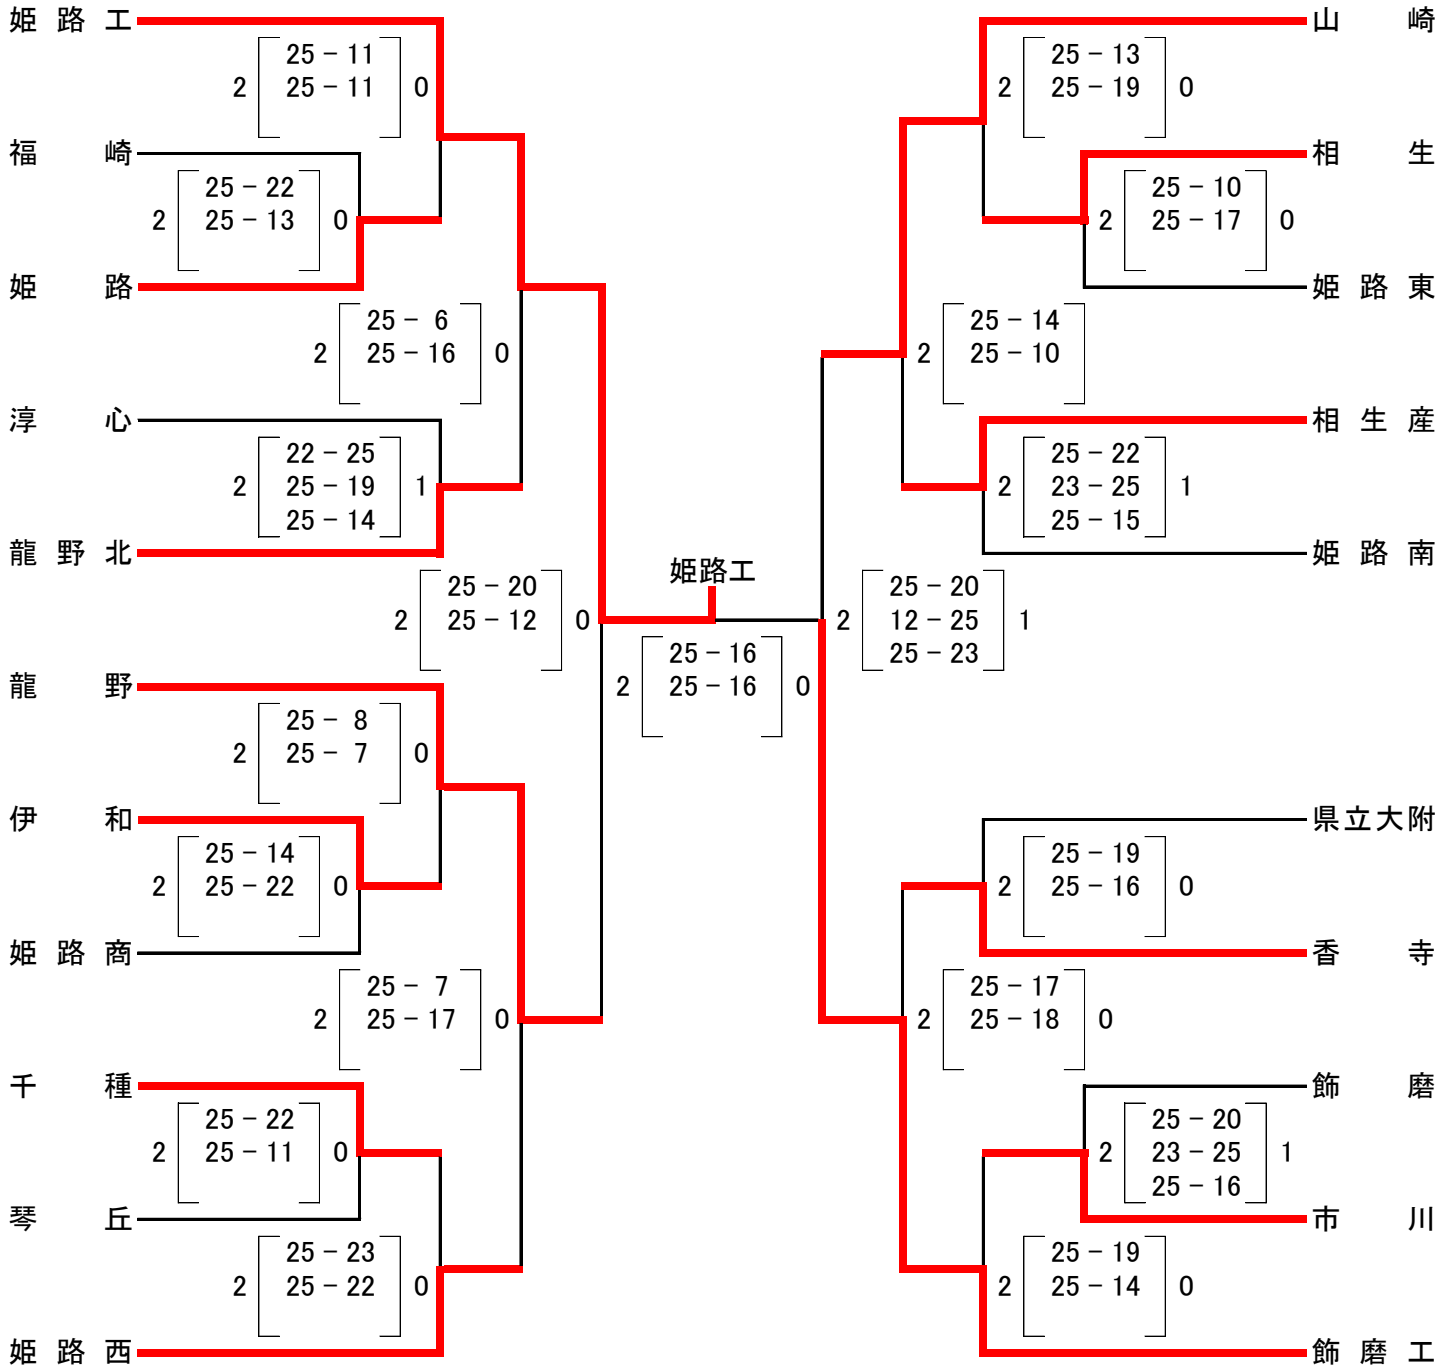 姫路工
25－11
2 25－11 0
福崎
25－22
2 25－13 0
姫路
25－ 6
2 25－16 0
淳心
22－25
2 25－19 1
25－14
龍野北
25－20
2 25－12 0
龍野
25－ 8
2 25－ 7 0
伊和
25－14
2 25－22 0
姫路商
25－ 7
2 25－17 0
千種
25－22
2 25－11 0
琴丘
25－23
2 25－22 0
姫路西
姫路工
25－16
2 25－16 0
山崎
25－13
2 25－19 0
相生
25－10
2 25－17 0
姫路東
25－14
2 25－10
相生産
25－22
2 23－25 1
25－15
姫路南
25－20
2 12－25 1
25－23
県立大附
25－19
2 25－16 0
香寺
25－17
2 25－18 0
飾磨
25－20
2 23－25 1
25－16
市川
25－19
2 25－14 0
飾磨工